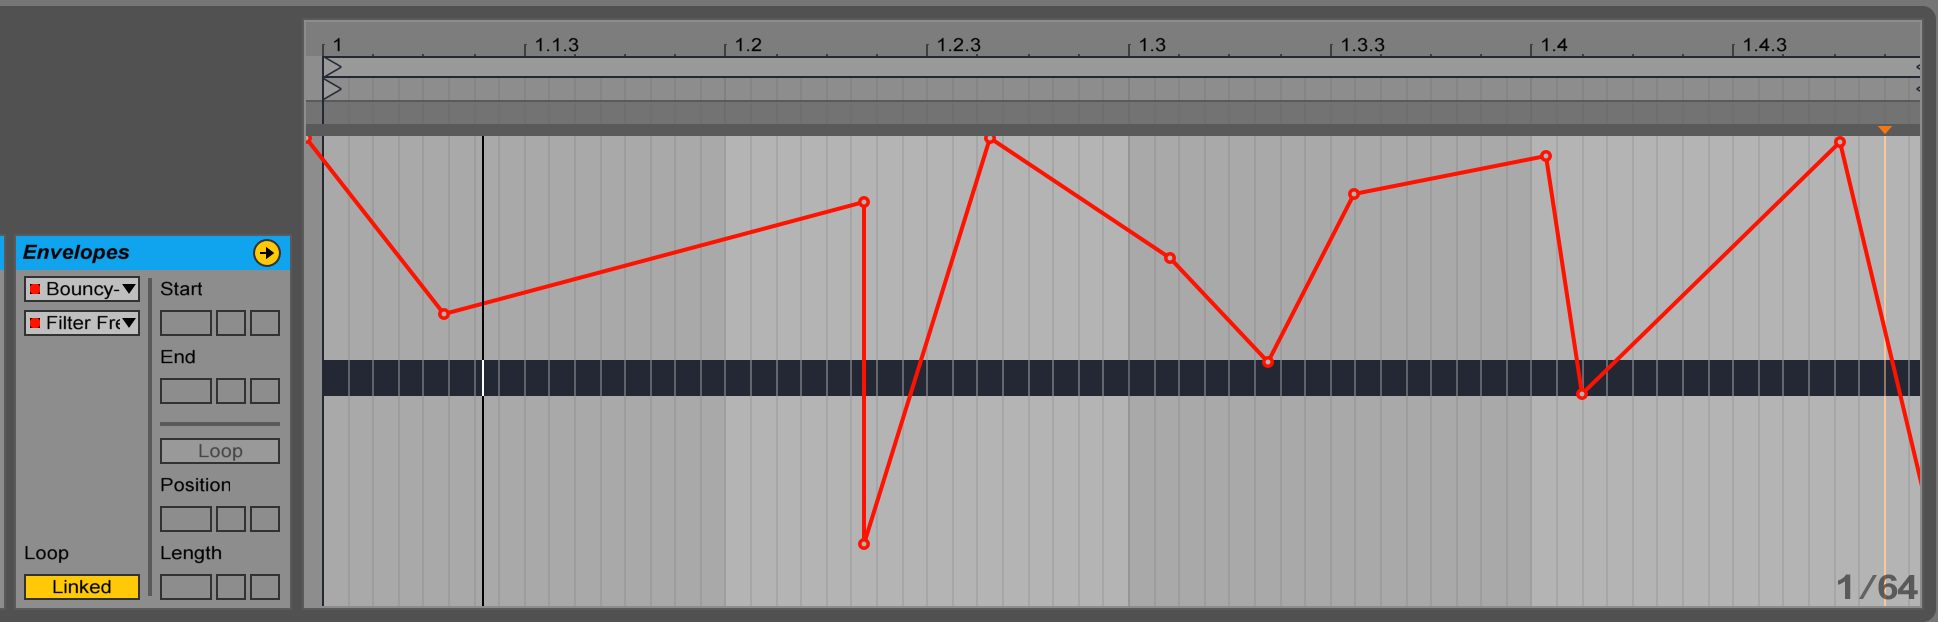 1 1.1.3 1.2 1.2.3 1.3 1.3.3 1.4 1.4.3
Envelopes
Bouncy-
Start
Filter Fre
End
Loop
Position
Loop
Length
Linked
1/64